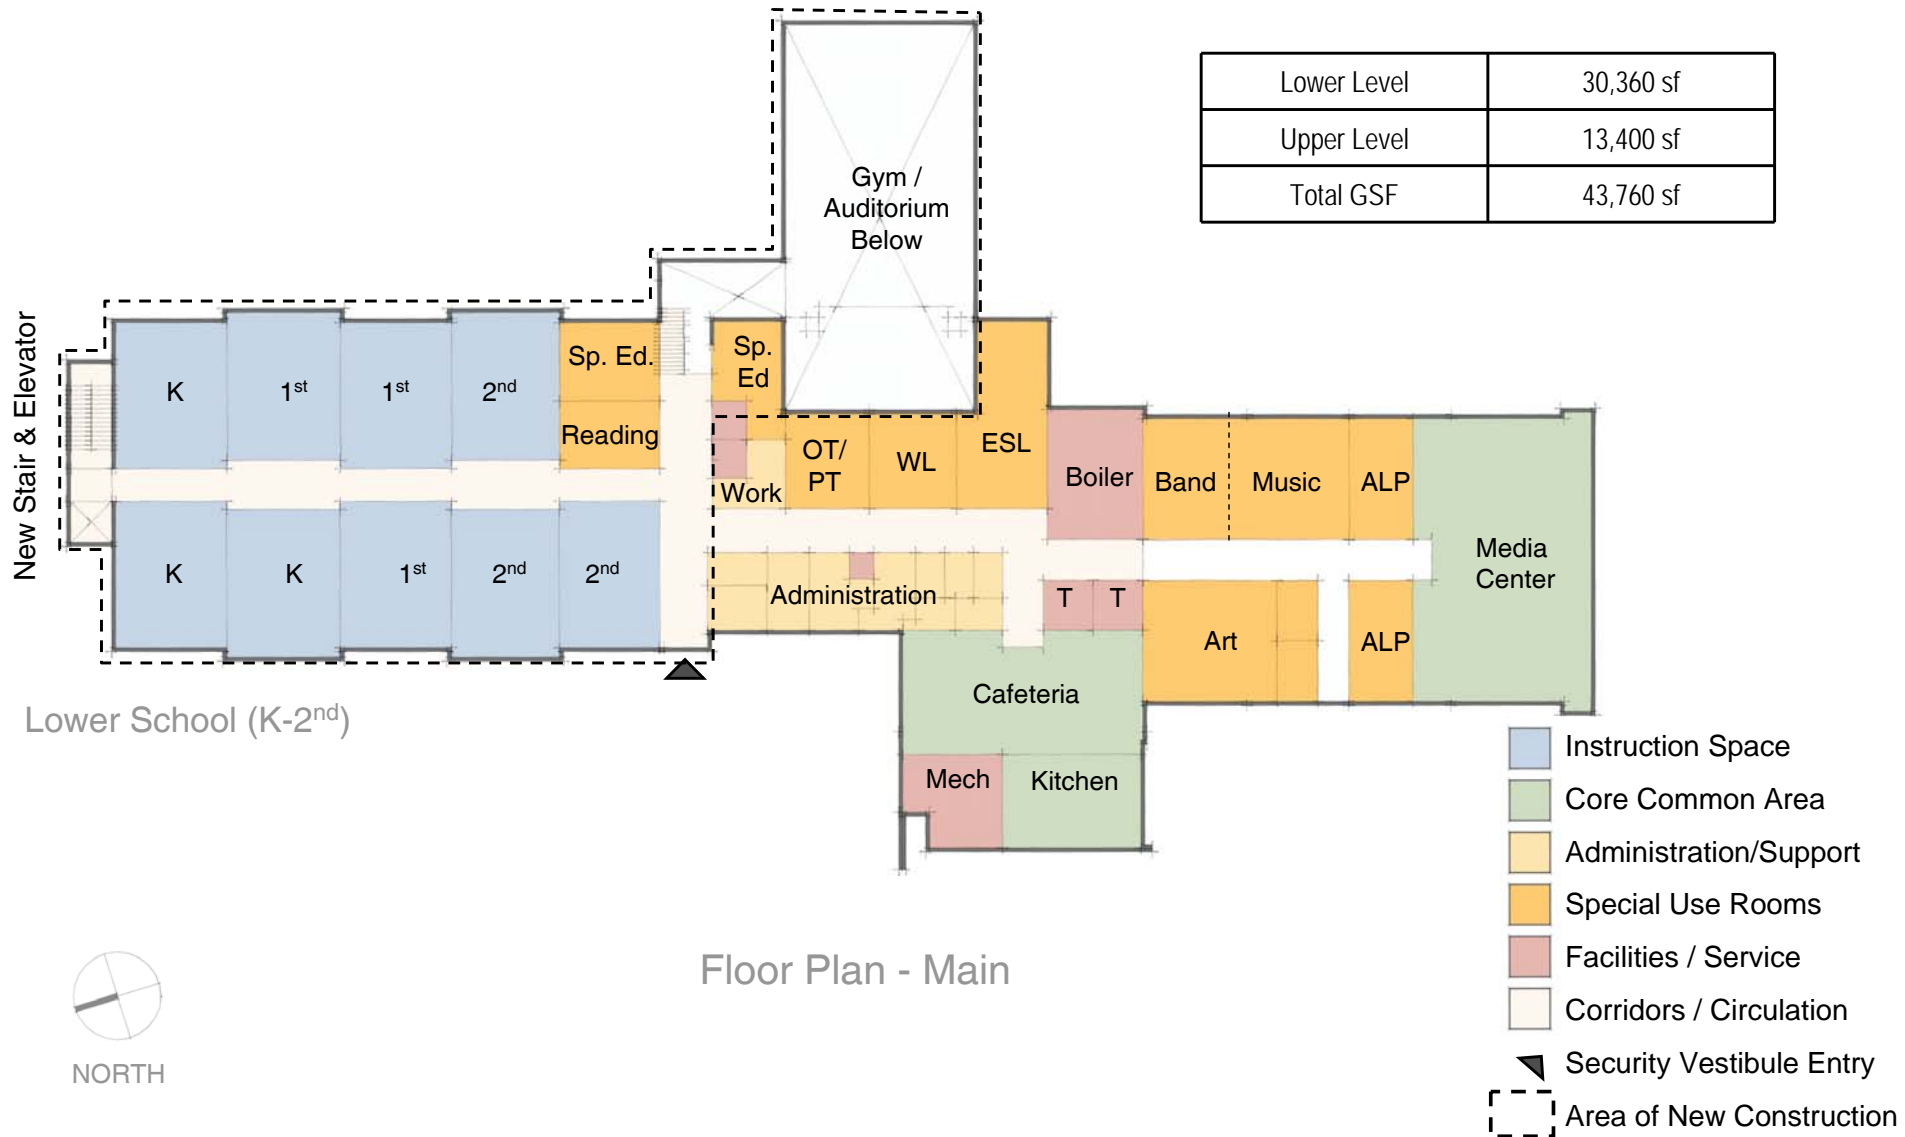 Lower Level 30,360 sf
Upper Level 13,400 sf
Total GSF 43,760 sf
Gym /
Auditorium
Below
New Stair & Elevator
K
1st
1st
2nd
Sp. Ed.
Reading
Sp.
Ed
Work
OT/
PT
WL
ESL
Boiler
Band
Music
ALP
Media
Center
K
K
1st
2nd
2nd
Administration
T
T
Art
ALP
Cafeteria
Mech
Kitchen
Lower School (K-2nd)
Floor Plan - Main
NORTH
Instruction Space
Core Common Area
Administration/Support
Special Use Rooms
Facilities / Service
Corridors / Circulation
Security Vestibule Entry
Area of New Construction